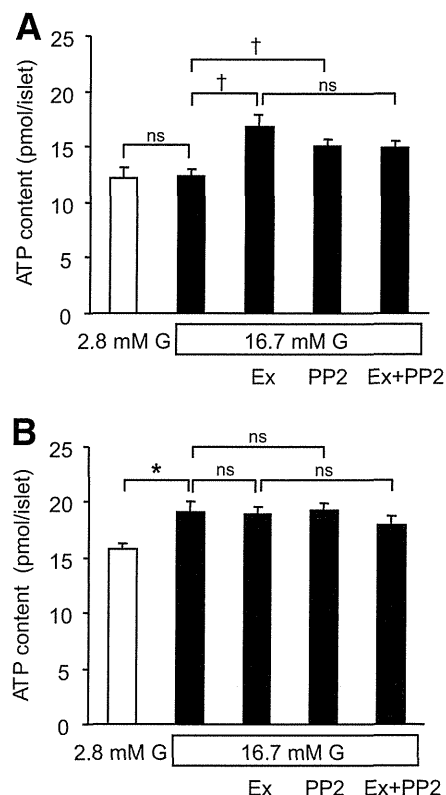 A
ATP content (pmol/islet)
25
20
15
10
5
0
†
†
ns
ns
2.8 mM G
16.7 mM G
Ex PP2 Ex+PP2
B
ATP content (pmol/islet)
25
20
15
10
5
0
ns
*
ns
ns
2.8 mM G
16.7 mM G
Ex PP2 Ex+PP2